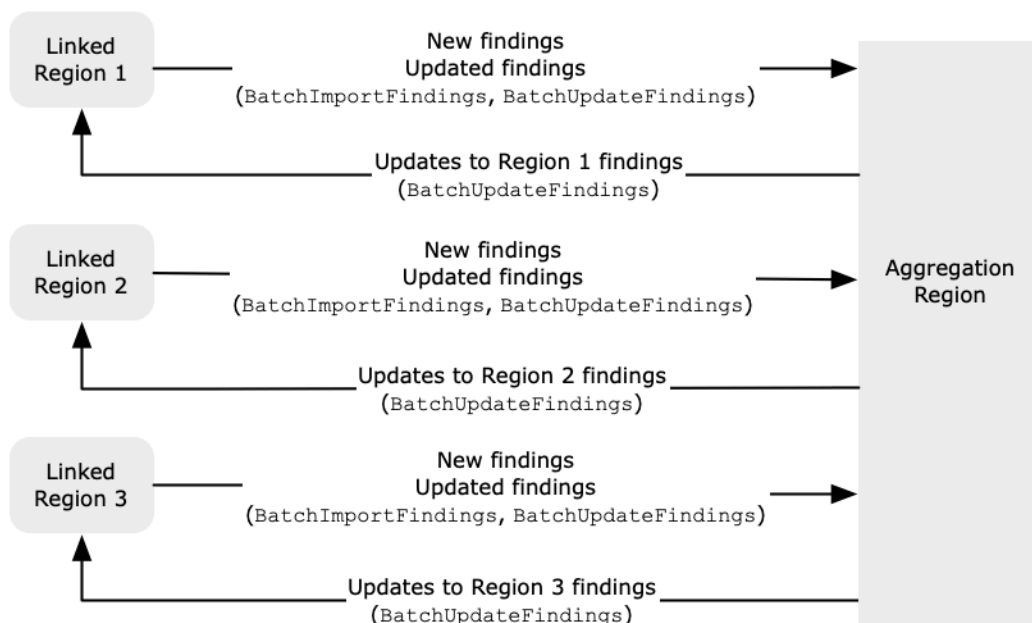 Linked
Region 1
New findings
Updated findings
(BatchImportFindings, BatchUpdateFindings)
Updates to Region 1 findings
(BatchUpdateFindings)
Linked
Region 2
New findings
Updated findings
(BatchImportFindings, BatchUpdateFindings)
Updates to Region 2 findings
(BatchUpdateFindings)
Aggregation
Region
Linked
Region 3
New findings
Updated findings
(BatchImportFindings, BatchUpdateFindings)
Updates to Region 3 findings
(BatchUpdateFindings)